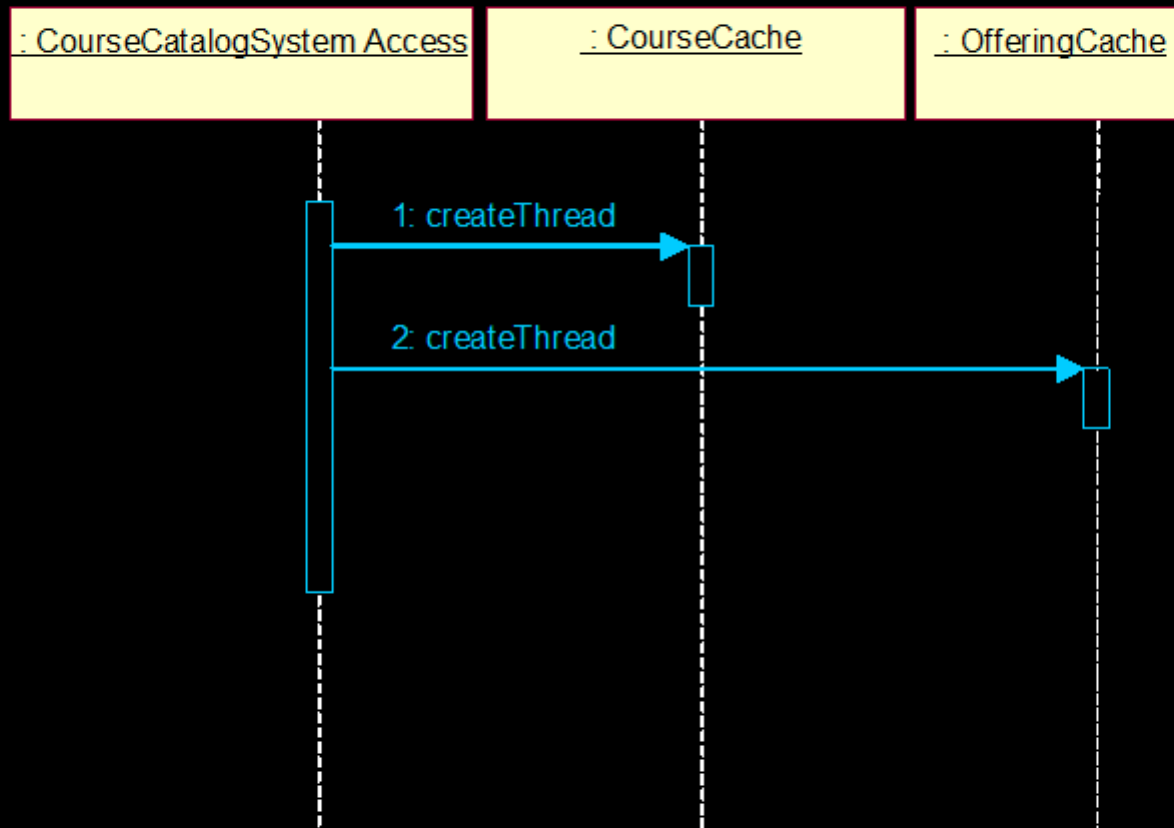 : CourseCatalogSystem Access
: CourseCache
: OfferingCache
1: createThread
2: createThread